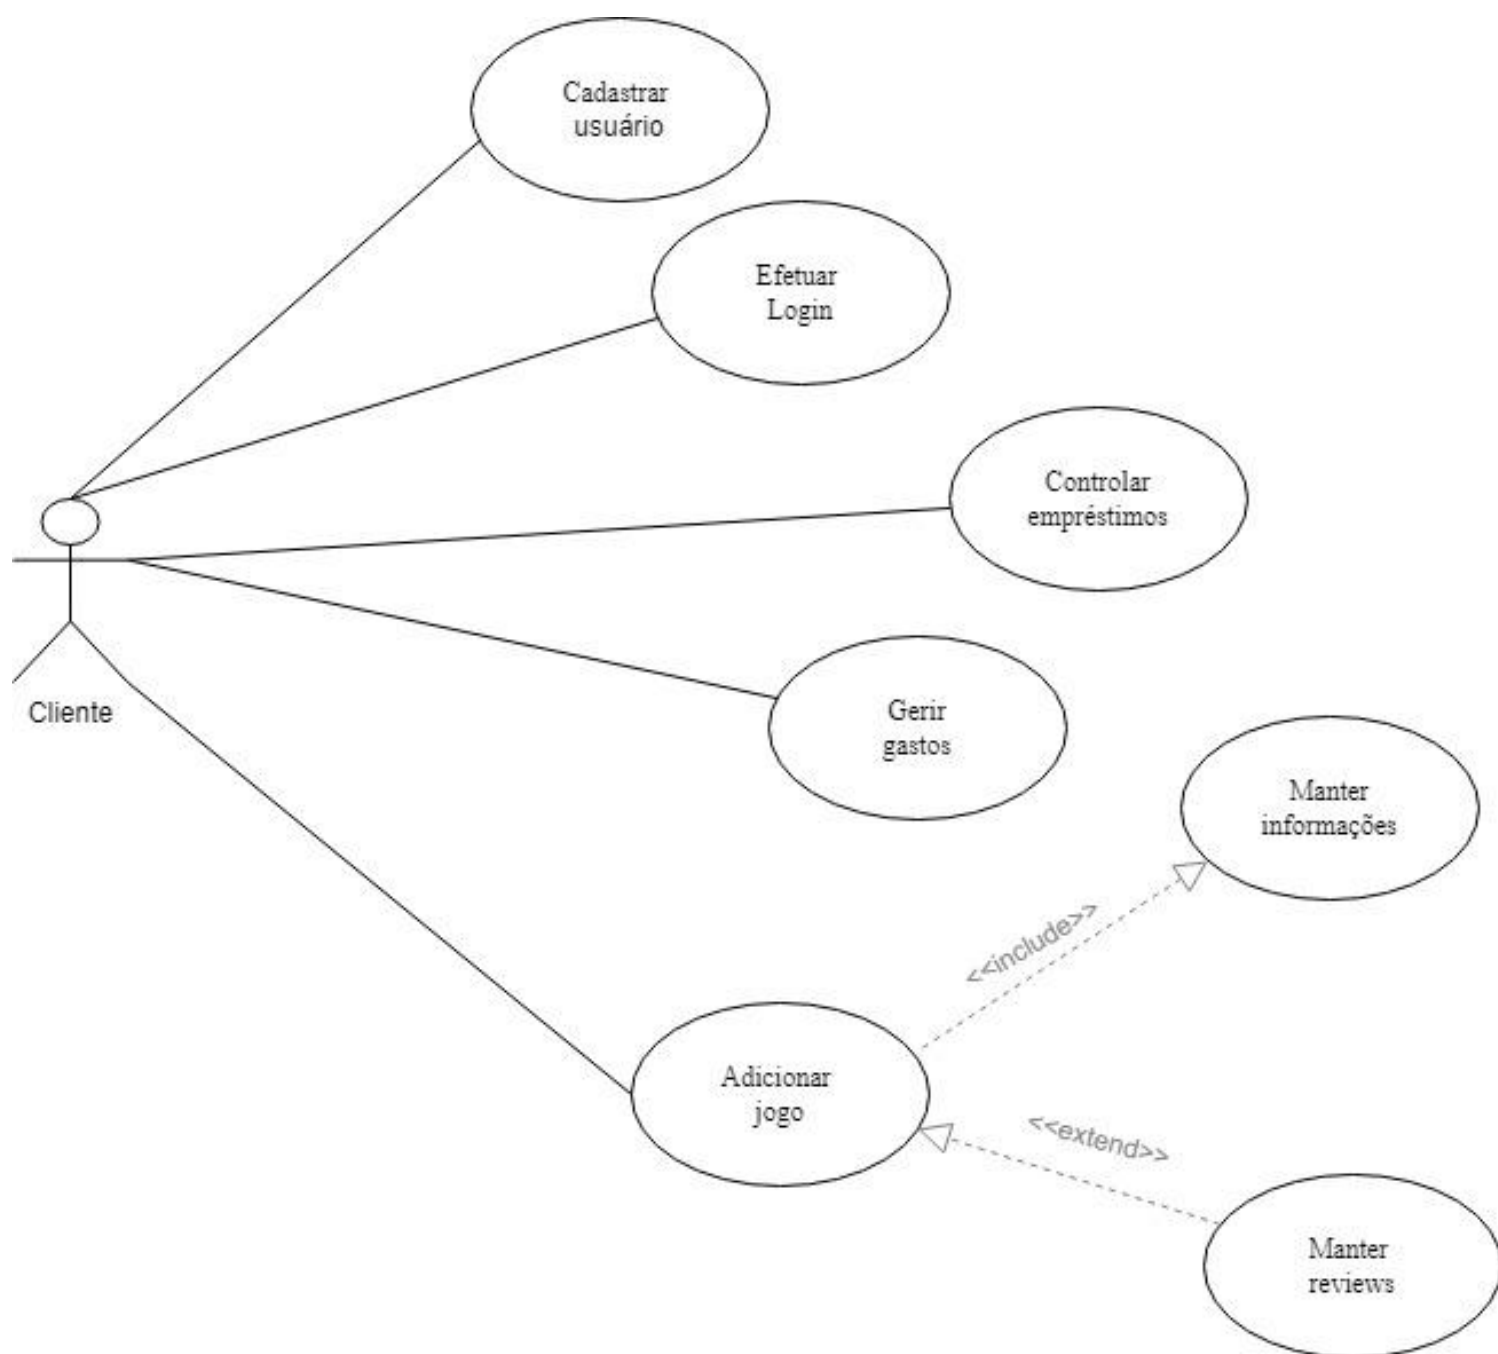 Cadastrar
usuário
Efetuar
Login
Controlar
empréstimos
Cliente
Gerir
gastos
Manter
informações
<<include>>
Adicionar
jogo
<<extend>>
Manter
reviews